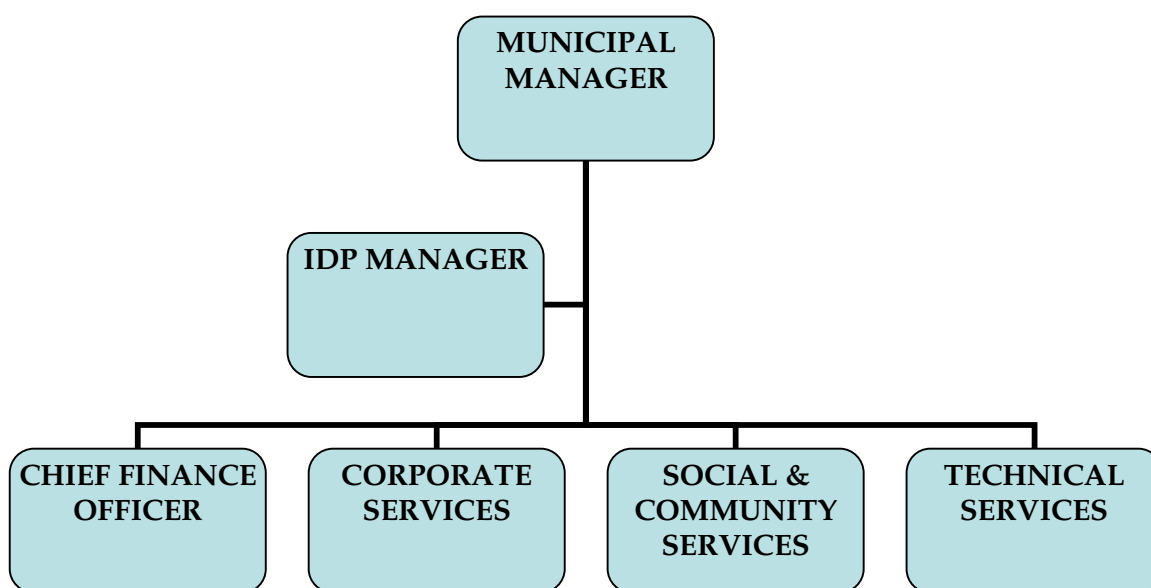 MUNICIPAL
MANAGER
IDP MANAGER
CHIEF FINANCE
OFFICER
CORPORATE
SERVICES
SOCIAL &
COMMUNITY
SERVICES
TECHNICAL
SERVICES